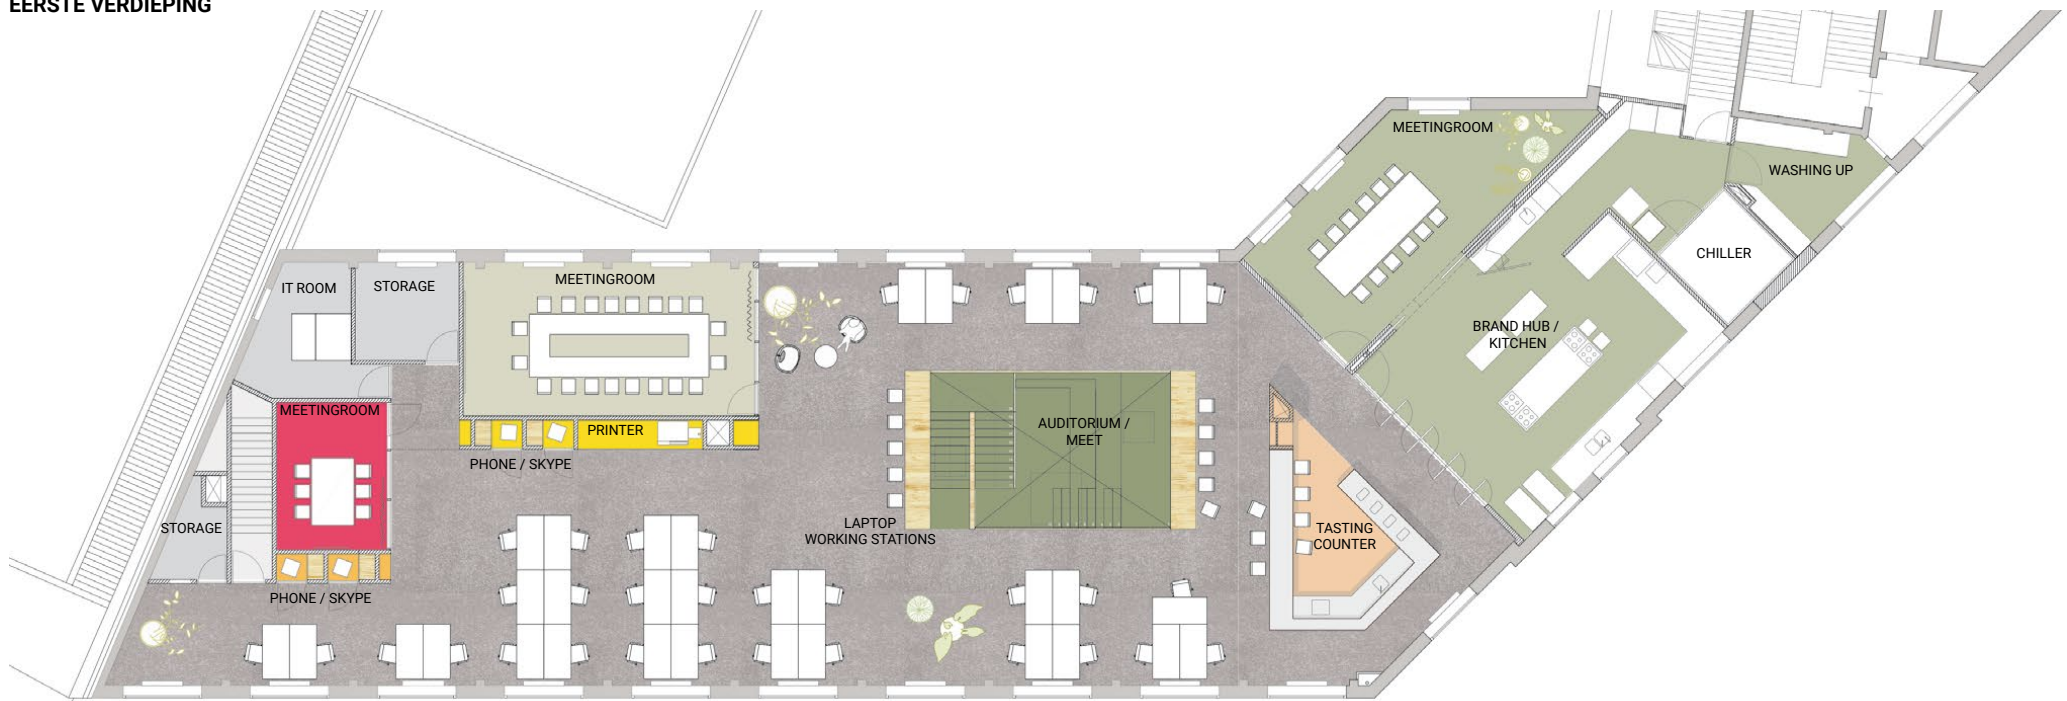 EERSTE VERDIEPING
MEETINGROOM
WASHING UP
CHILLER
IT ROOM
STORAGE
MEETINGROOM
BRAND HUB /
KITCHEN
MEETINGROOM
PRINTER
AUDITORIUM /
MEET
PHONE / SKYPE
STORAGE
LAPTOP
WORKING STATIONS
TASTING
COUNTER
PHONE / SKYPE